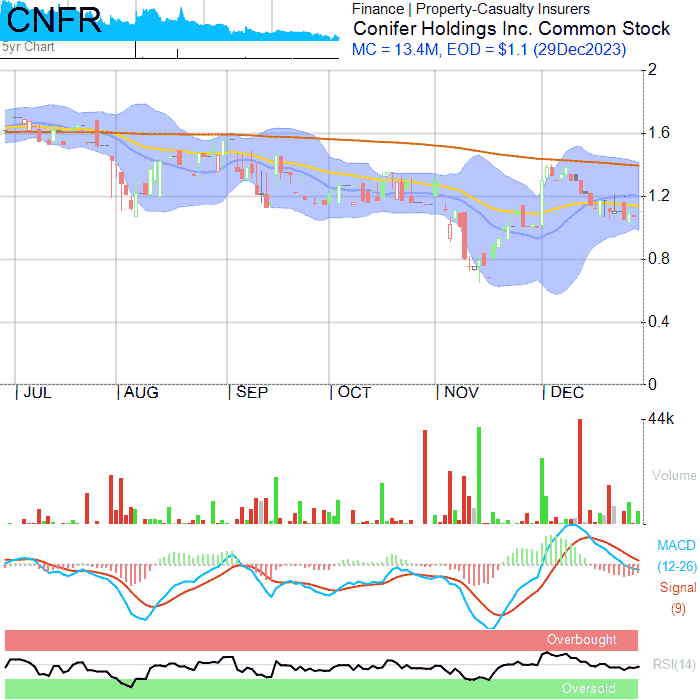 CNFR
5yr Chart
Finance | Property-Casualty Insurers
Conifer Holdings Inc. Common Stock
MC = 13.4M, EOD = $1.1 (29Dec2023)
2
1.6
1.2
0.8
0.4
0
JUL AUG SEP OCT NOV DEC
44k
Volume
MACD
(12-26)
Signal
(9)
Overbought
RSI(14)
Oversold